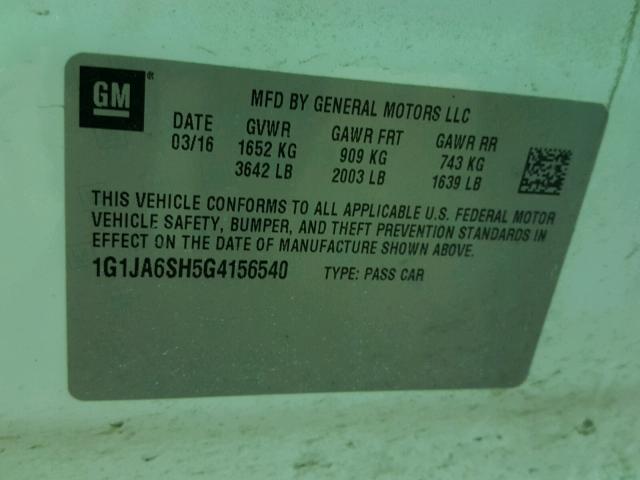 GM®
MFD BY GENERAL MOTORS LLC
DATE GVWR GAWR FRT GAWR RR
03/16 1652 KG 909 KG 743 KG
3642 LB 2003 LB 1639 LB
THIS VEHICLE CONFORMS TO ALL APPLICABLE U.S. FEDERAL MOTOR
VEHICLE SAFETY, BUMPER, AND THEFT PREVENTION STANDARDS IN
EFFECT ON THE DATE OF MANUFACTURE SHOWN ABOVE.
1G1JA6SH5G4156540 TYPE: PASS CAR